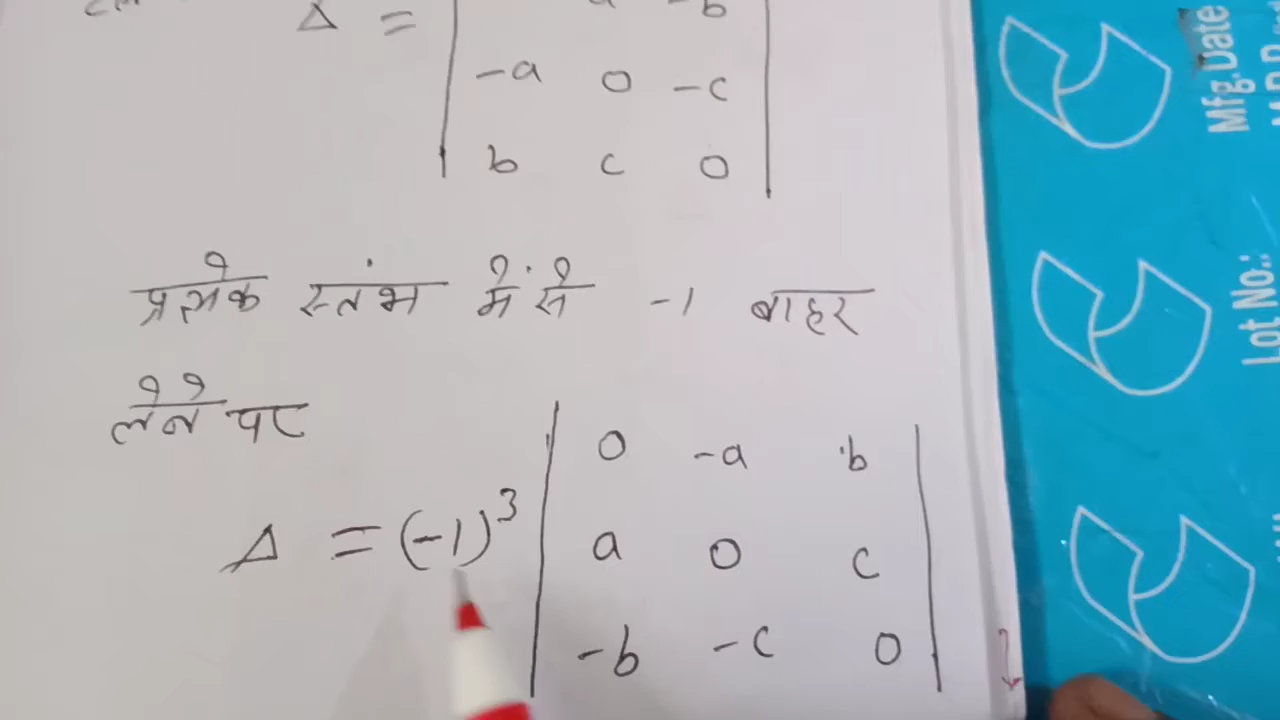 Δ = | a -b
-a 0 -c
b c 0
प्रत्येक स्तंभ में से -1 बाहर
लेने पर
0 -a b
Δ = (-1)³ | a 0 c |
-b -c 0
Mfg.Date
Lot No.: